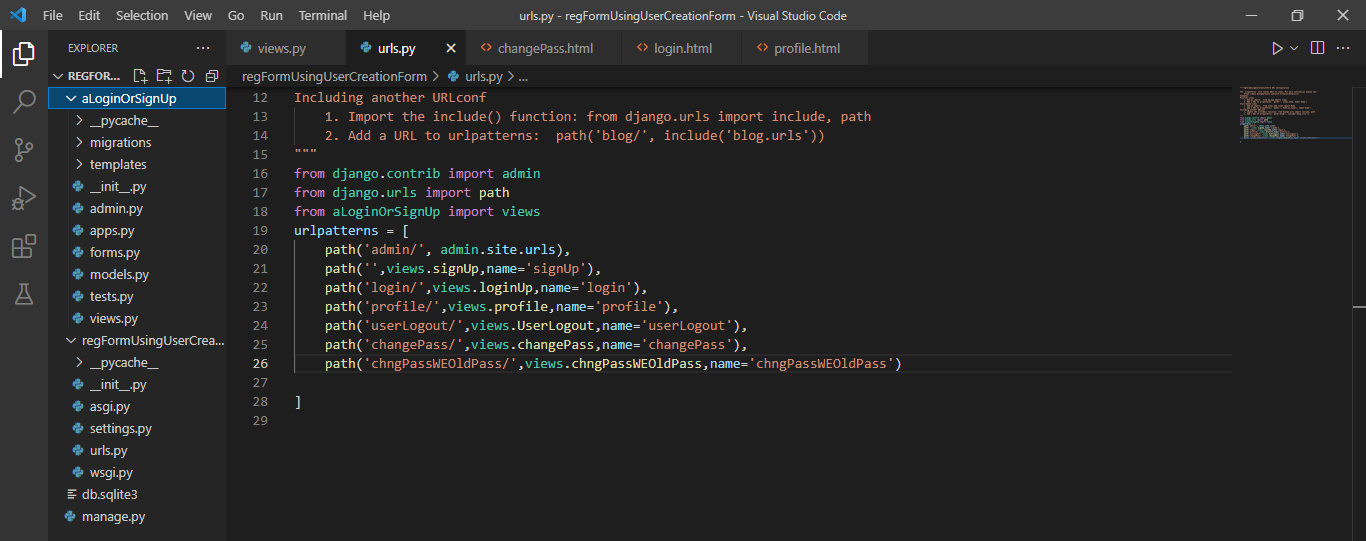 File Edit Selection View Go Run Terminal Help
urls.py - regFormUsingUserCreationForm - Visual Studio Code
EXPLORER
REGFOR...
aLoginOrSignUp
__pycache__
migrations
templates
__init__.py
admin.py
apps.py
forms.py
models.py
tests.py
views.py
regFormUsingUserCrea...
__pycache__
__init__.py
asgi.py
settings.py
urls.py
wsgi.py
db.sqlite3
manage.py
views.py urls.py changePass.html login.html profile.html
regFormUsingUserCreationForm > urls.py > ...
12 Including another URLconf
13     1. Import the include() function: from django.urls import include, path
14     2. Add a URL to urlpatterns:  path('blog/', include('blog.urls'))
15 """
16 from django.contrib import admin
17 from django.urls import path
18 from aLoginOrSignUp import views
19 urlpatterns = [
20     path('admin/', admin.site.urls),
21     path('',views.signUp,name='signUp'),
22     path('login/',views.loginUp,name='login'),
23     path('profile/',views.profile,name='profile'),
24     path('userLogout/',views.UserLogout,name='userLogout'),
25     path('changePass/',views.changePass,name='changePass'),
26     path('chngPassWEOldPass/',views.chngPassWEOldPass,name='chngPassWEOldPass')
27
28 ]
29